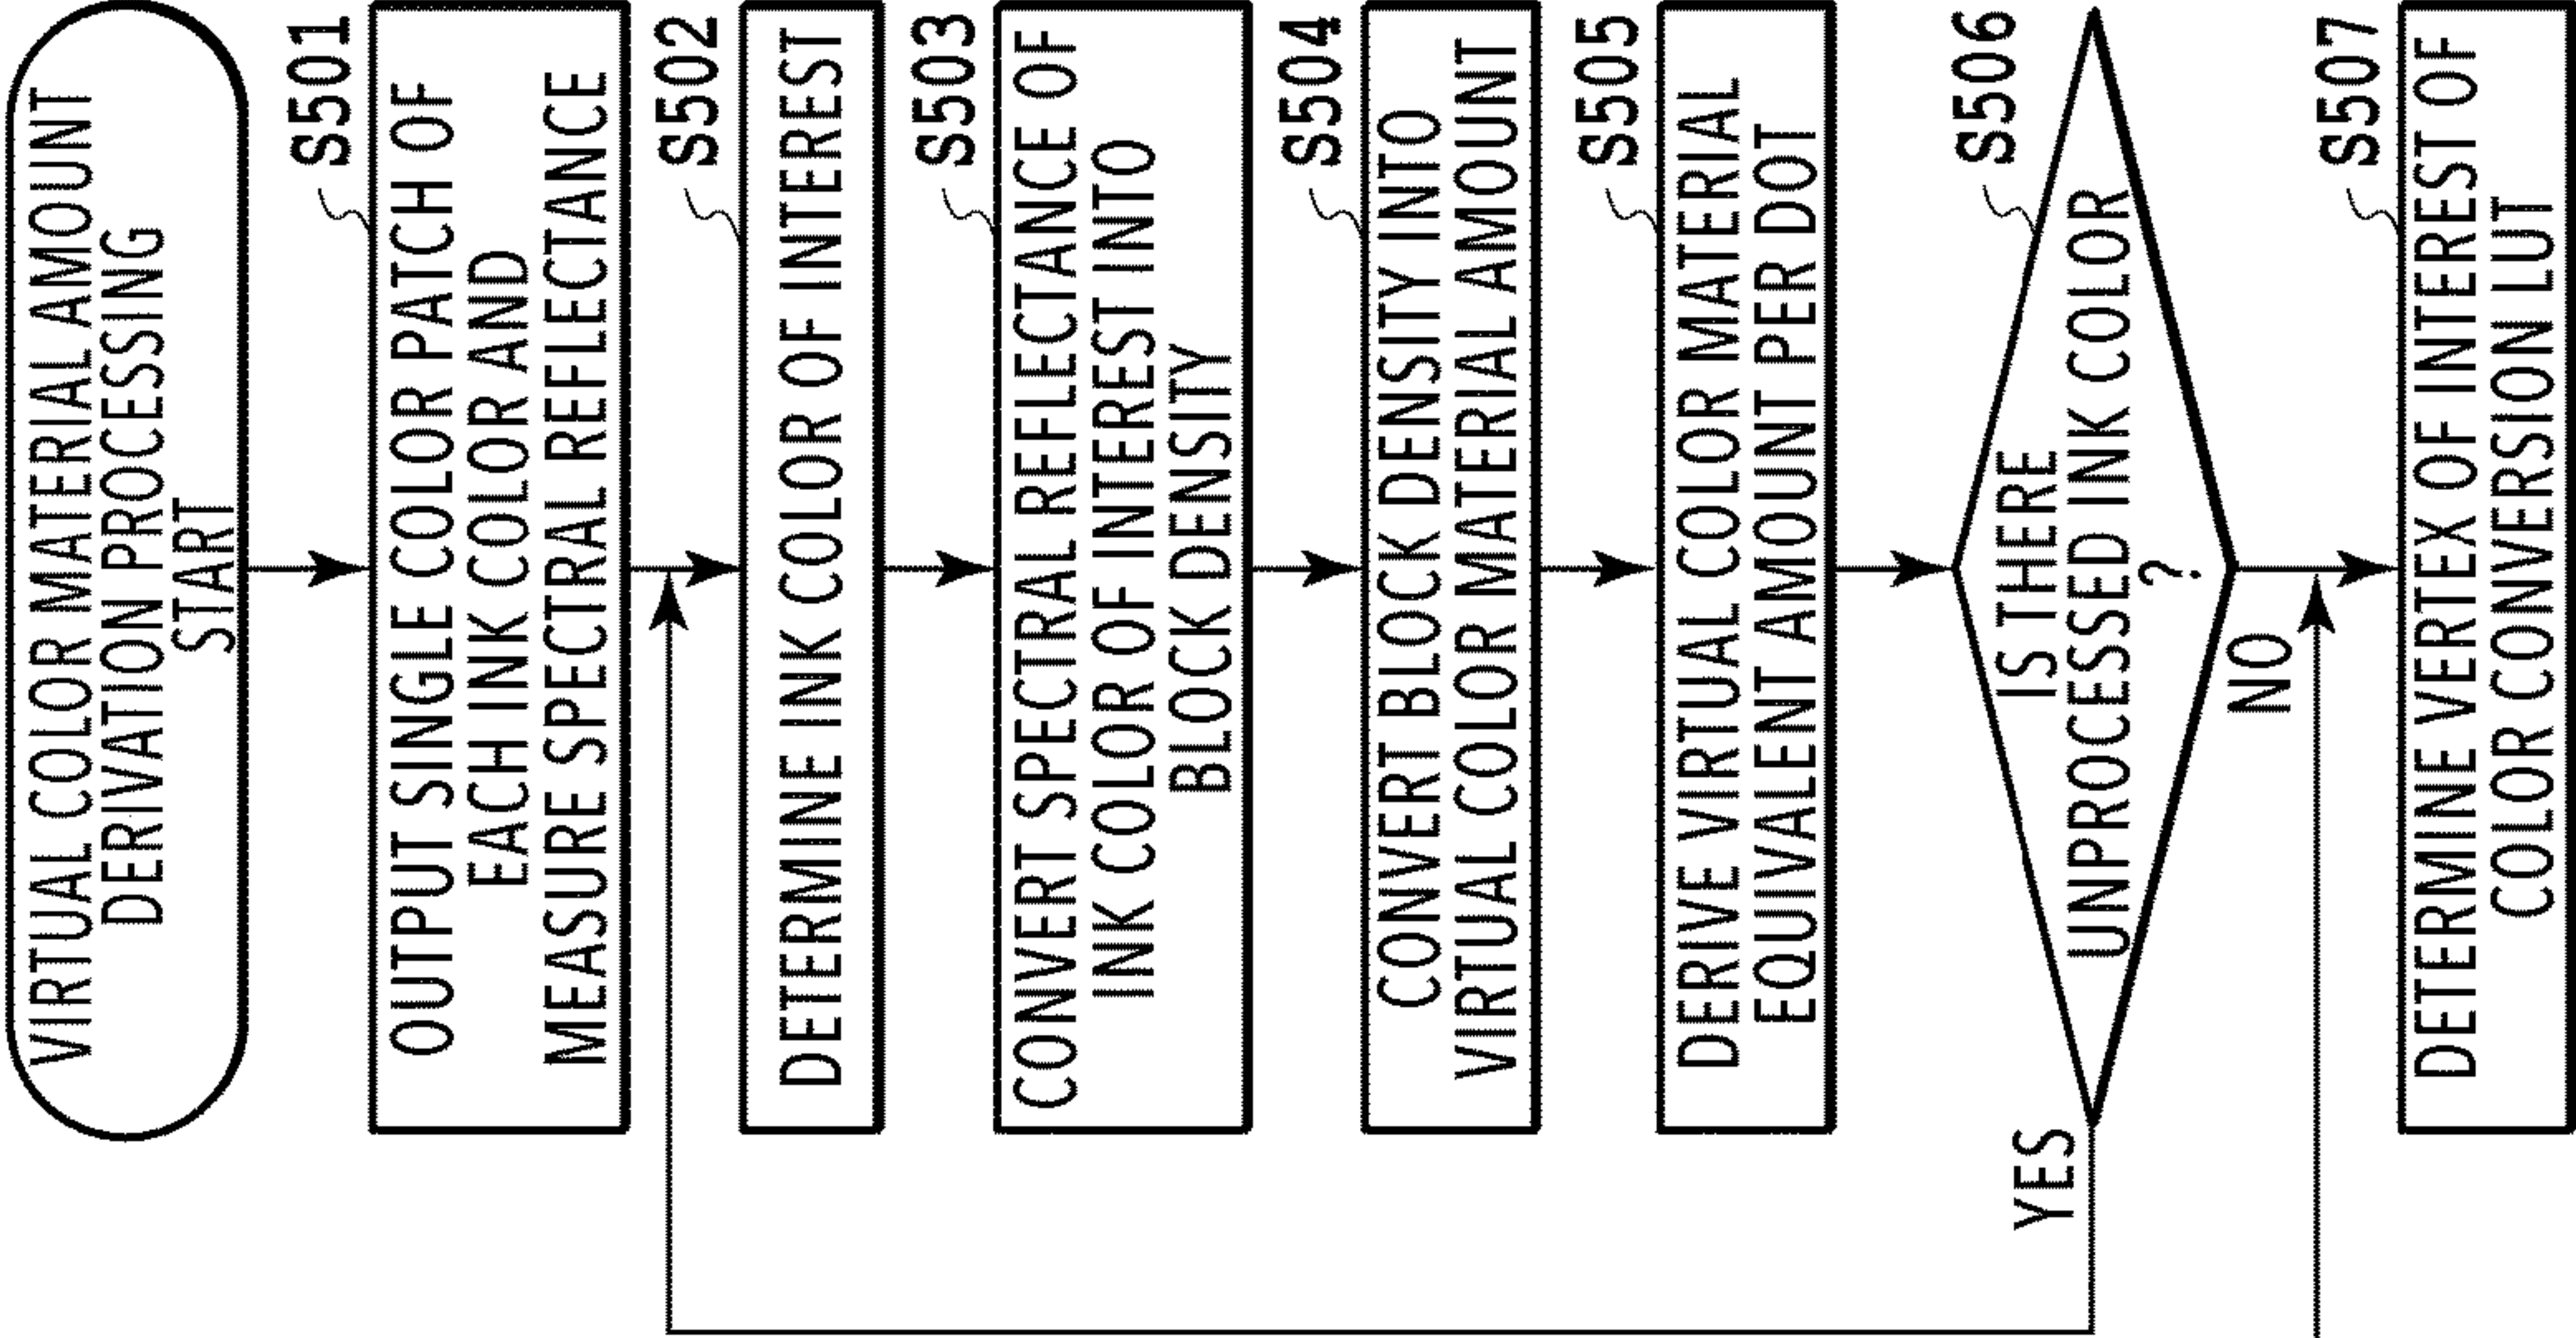 VIRTUAL COLOR MATERIAL AMOUNT
DERIVATION PROCESSING
START
S501
OUTPUT SINGLE COLOR PATCH OF
EACH INK COLOR AND
MEASURE SPECTRAL REFLECTANCE
S502
DETERMINE INK COLOR OF INTEREST
S503
CONVERT SPECTRAL REFLECTANCE OF
INK COLOR OF INTEREST INTO
BLOCK DENSITY
S504
CONVERT BLOCK DENSITY INTO
VIRTUAL COLOR MATERIAL AMOUNT
S505
DERIVE VIRTUAL COLOR MATERIAL
EQUIVALENT AMOUNT PER DOT
S506
IS THERE
UNPROCESSED INK COLOR
?
YES
NO
S507
DETERMINE VERTEX OF INTEREST OF
COLOR CONVERSION LUT